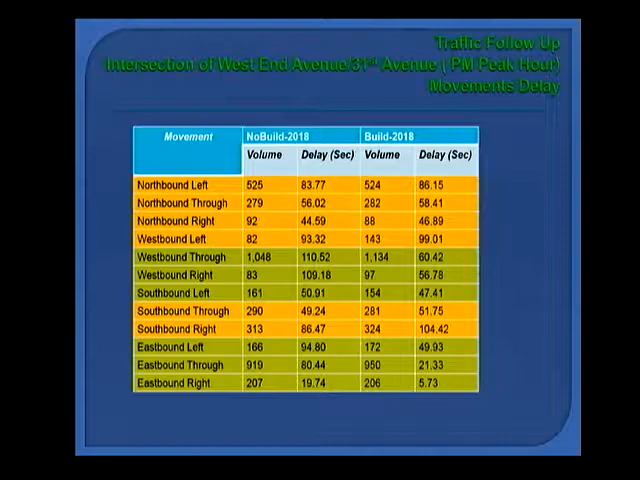 Traffic Follow Up
Intersection of West End Avenue/31st Avenue ( PM Peak Hour)
Movements Delay
Movement NoBuild-2018 Build-2018
Volume Delay (Sec) Volume Delay (Sec)
Northbound Left 525 83.77 524 86.15
Northbound Through 279 56.02 282 58.41
Northbound Right 92 44.59 88 46.89
Westbound Left 82 93.32 143 99.01
Westbound Through 1,048 110.52 1,134 60.42
Westbound Right 83 109.18 97 56.78
Southbound Left 161 50.91 154 47.41
Southbound Through 290 49.24 281 51.75
Southbound Right 313 86.47 324 104.42
Eastbound Left 166 94.80 172 49.93
Eastbound Through 919 80.44 950 21.33
Eastbound Right 207 19.74 206 5.73